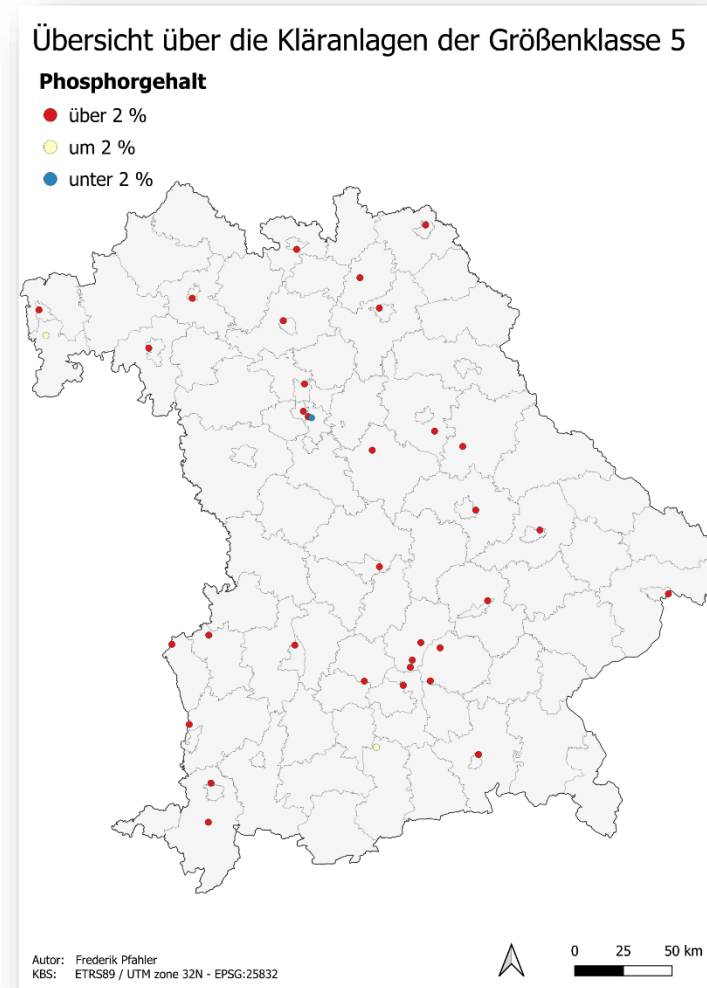 Übersicht über die Kläranlagen der Größenklasse 5
Phosphorgehalt
über 2 %
um 2 %
unter 2 %
Autor: Frederik Pfahler
KBS: ETRS89 / UTM zone 32N - EPSG:25832
0 25 50 km